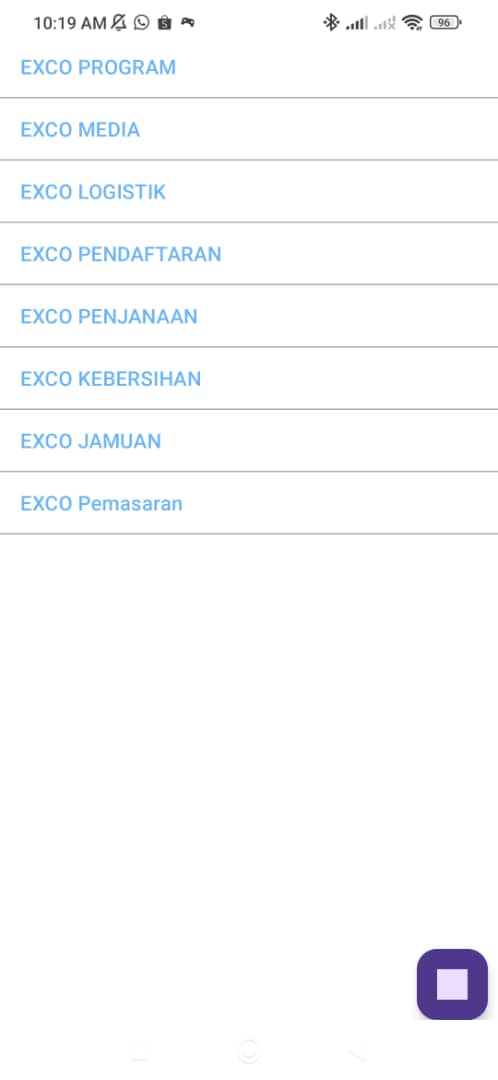 10:19 AM
96
EXCO PROGRAM
EXCO MEDIA
EXCO LOGISTIK
EXCO PENDAFTARAN
EXCO PENJANAAN
EXCO KEBERSIHAN
EXCO JAMUAN
EXCO Pemasaran